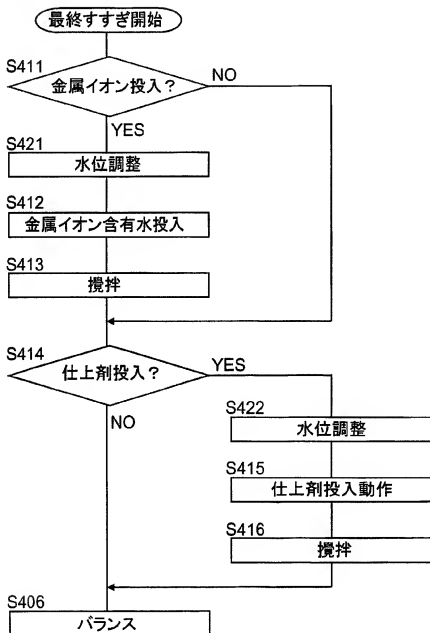 最終すすぎ開始
S411
金属イオン投入？
NO
YES
S421
水位調整
S412
金属イオン含有水投入
S413
攪拌
S414
仕上剤投入？
YES
NO
S422
水位調整
S415
仕上剤投入動作
S416
攪拌
S406
バランス